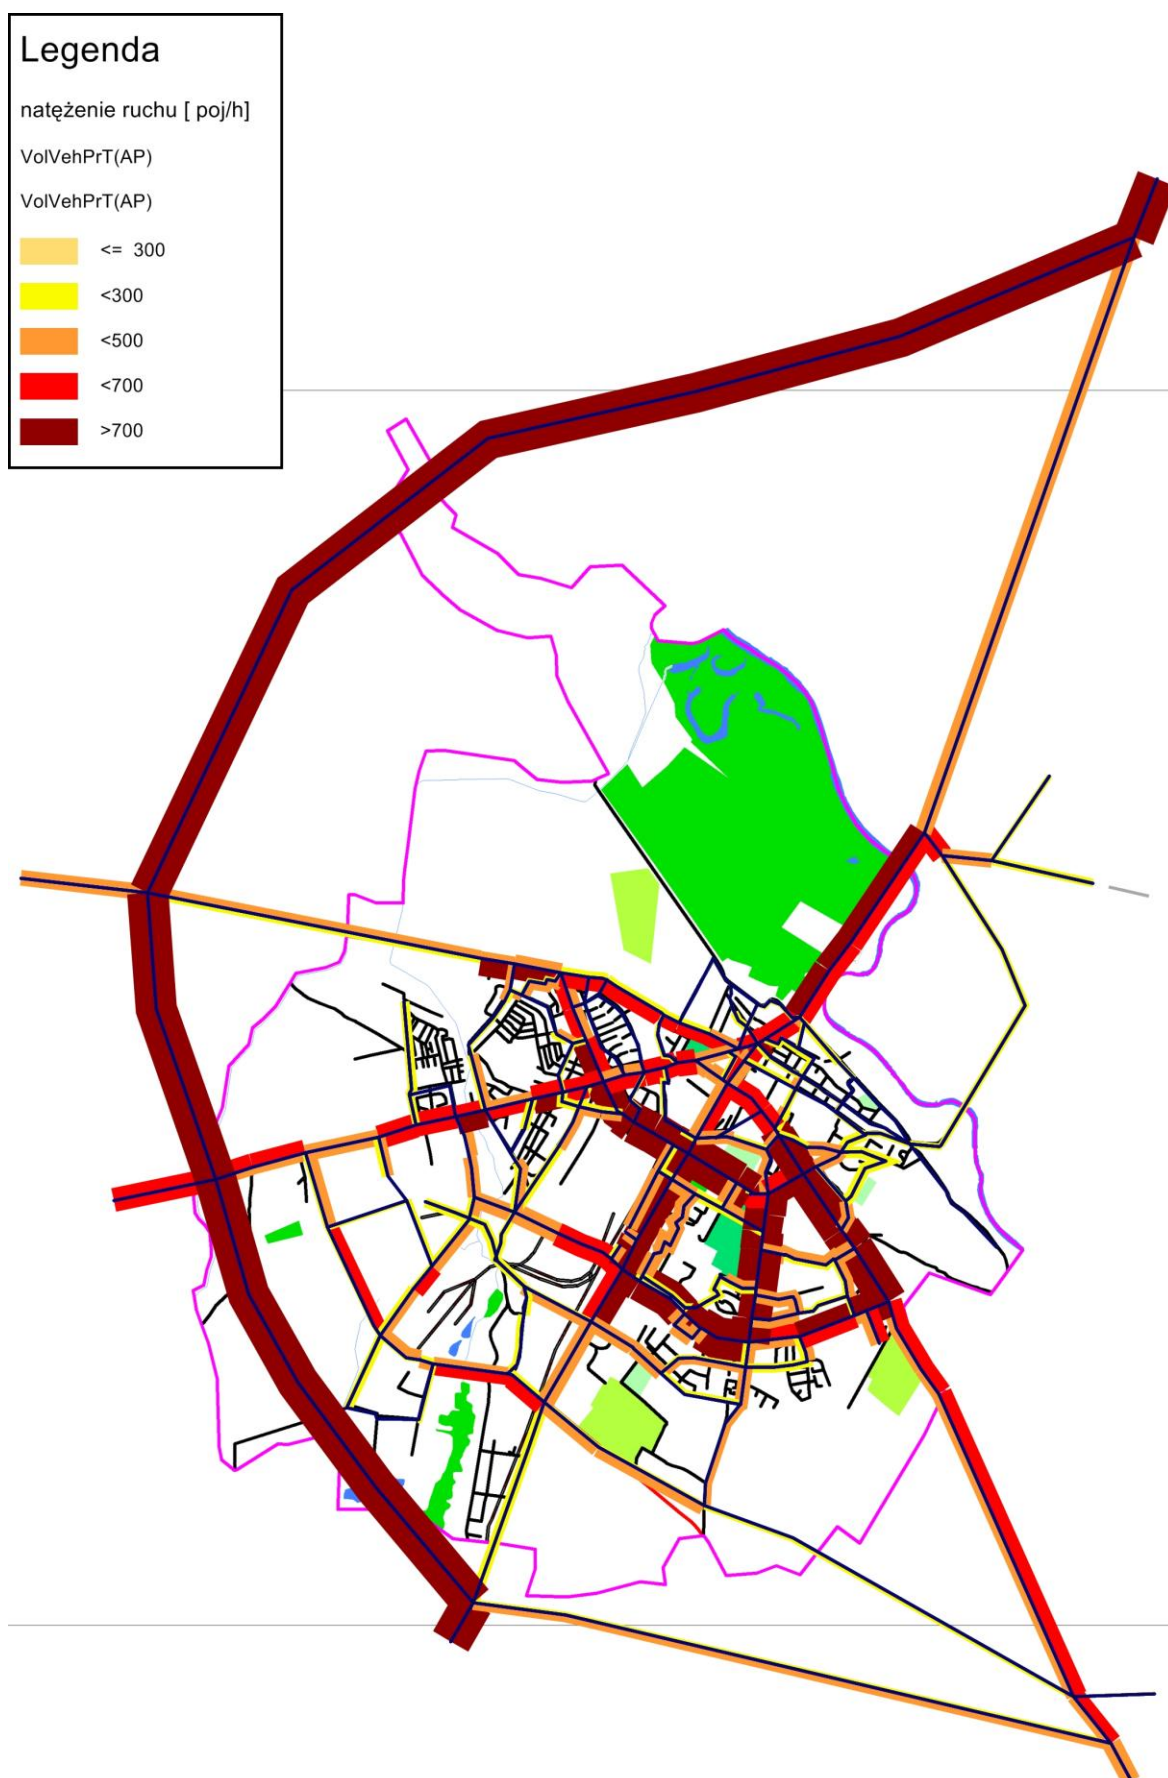 Legenda
natężenie ruchu [ poj/h]
VolVehPrT(AP)
VolVehPrT(AP)
<= 300
<300
<500
<700
>700